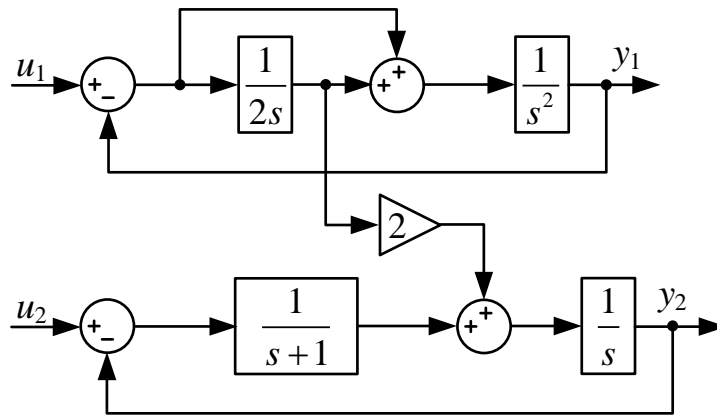 u₁ + - 1/2s + + 1/s² y₁
2
u₂ + - 1/s+1 + + 1/s y₂